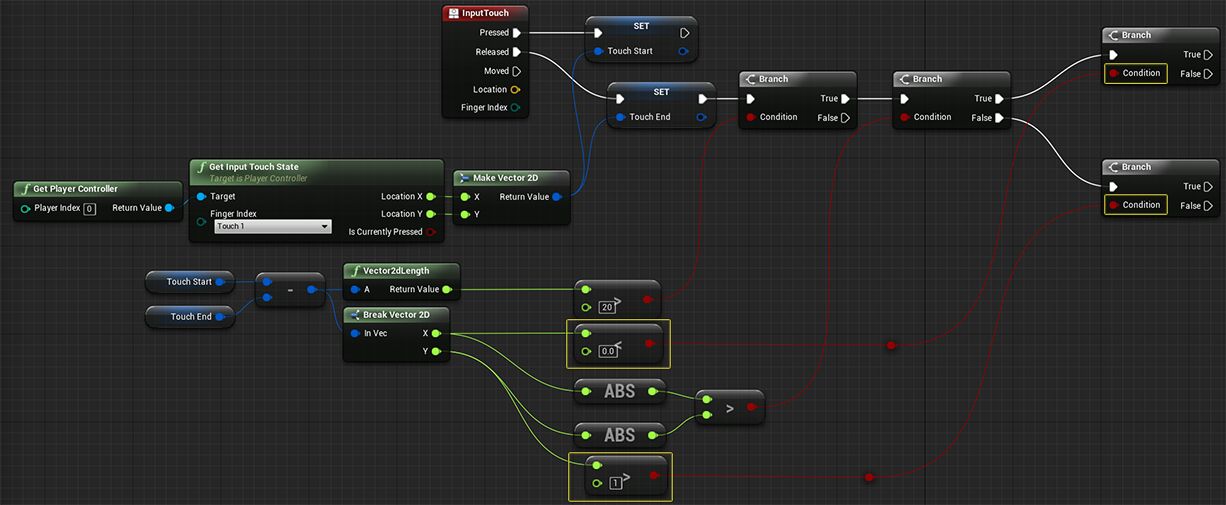 InputTouch
Pressed
Released
Moved
Location
Finger Index
SET
Touch Start
SET
Touch End
Branch
True
Condition
False
Branch
True
Condition
False
Branch
True
False
Condition
Branch
True
Condition
False
Get Player Controller
Player Index 0
Return Value
f Get Input Touch State
Target is Player Controller
Target
Location X
Finger Index
Touch 1
Location Y
Is Currently Pressed
Make Vector 2D
X
Return Value
Y
Touch Start
Touch End
-
f Vector2dLength
A
Return Value
Break Vector 2D
In Vec
X
Y
>
20
<
0.0
ABS
ABS
>
>
1